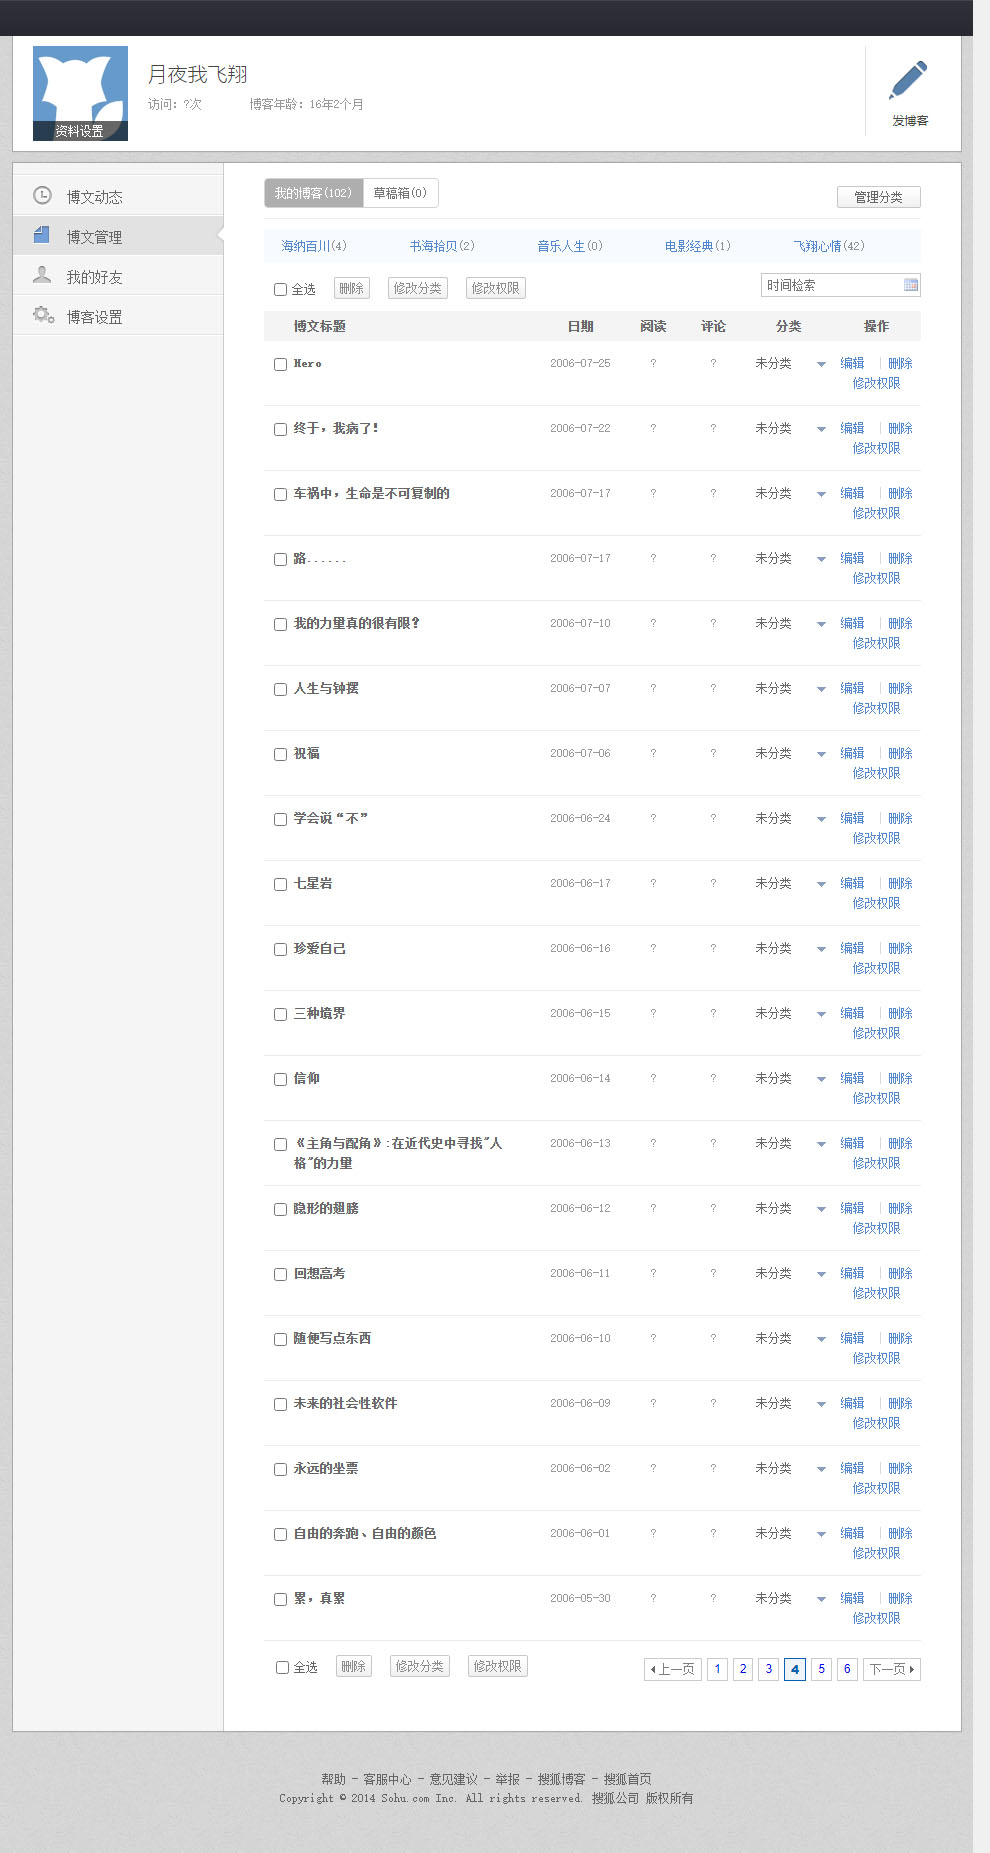 月夜我飞翔
访问：?次 博客年龄：16年2个月
资料设置
发博客
博文动态
博文管理
我的好友
博客设置
我的博客(102) 草稿箱(0)
管理分类
海纳百川(4) 书海拾贝(2) 音乐人生(0) 电影经典(1) 飞翔心情(42)
全选 删除 修改分类 修改权限 时间检索
博文标题 日期 阅读 评论 分类 操作
Hero 2006-07-25 ? ? 未分类 编辑 | 删除
修改权限
终于，我病了！ 2006-07-22 ? ? 未分类 编辑 | 删除
修改权限
车祸中，生命是不可复制的 2006-07-17 ? ? 未分类 编辑 | 删除
修改权限
路...... 2006-07-17 ? ? 未分类 编辑 | 删除
修改权限
我的力量真的很有限？ 2006-07-10 ? ? 未分类 编辑 | 删除
修改权限
人生与钟摆 2006-07-07 ? ? 未分类 编辑 | 删除
修改权限
祝福 2006-07-06 ? ? 未分类 编辑 | 删除
修改权限
学会说“不” 2006-06-24 ? ? 未分类 编辑 | 删除
修改权限
七星岩 2006-06-17 ? ? 未分类 编辑 | 删除
修改权限
珍爱自己 2006-06-16 ? ? 未分类 编辑 | 删除
修改权限
三种境界 2006-06-15 ? ? 未分类 编辑 | 删除
修改权限
信仰 2006-06-14 ? ? 未分类 编辑 | 删除
修改权限
《主角与配角》:在近代史中寻找"人 2006-06-13 ? ? 未分类 编辑 | 删除
格"的力量 修改权限
隐形的翅膀 2006-06-12 ? ? 未分类 编辑 | 删除
修改权限
回想高考 2006-06-11 ? ? 未分类 编辑 | 删除
修改权限
随便写点东西 2006-06-10 ? ? 未分类 编辑 | 删除
修改权限
未来的社会性软件 2006-06-09 ? ? 未分类 编辑 | 删除
修改权限
永远的坐票 2006-06-02 ? ? 未分类 编辑 | 删除
修改权限
自由的奔跑、自由的颜色 2006-06-01 ? ? 未分类 编辑 | 删除
修改权限
累，真累 2006-05-30 ? ? 未分类 编辑 | 删除
修改权限
全选 删除 修改分类 修改权限 上一页 1 2 3 4 5 6 下一页
帮助 - 客服中心 - 意见建议 - 举报 - 搜狐博客 - 搜狐首页
Copyright © 2014 Sohu.com Inc. All rights reserved. 搜狐公司 版权所有